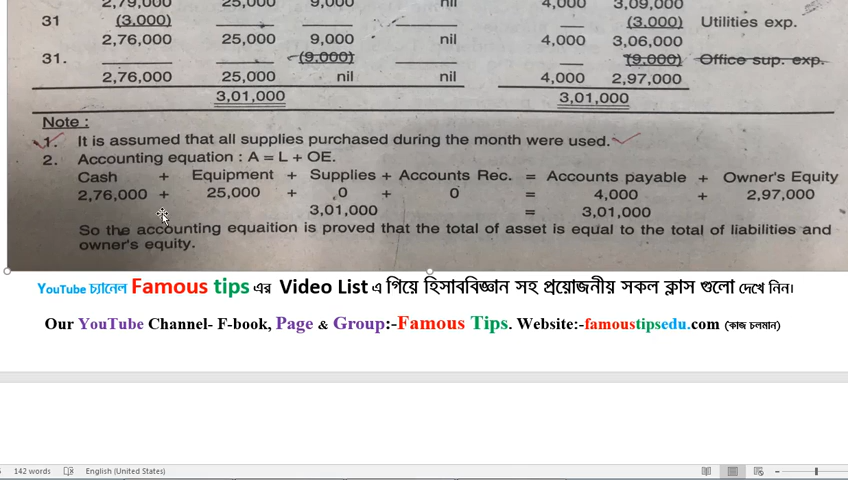 2,79,000 25,000 9,000 nil 4,000 3,09,000
31 (3,000) (3,000) Utilities exp.
2,76,000 25,000 9,000 nil 4,000 3,06,000
31. (9,000) (9,000) Office sup. exp.
2,76,000 25,000 nil nil 4,000 2,97,000
3,01,000 3,01,000
Note :
1. It is assumed that all supplies purchased during the month were used.
2. Accounting equation : A = L + OE.
Cash + Equipment + Supplies + Accounts Rec. = Accounts payable + Owner's Equity
2,76,000 + 25,000 + 0 + 0 = 4,000 + 2,97,000
3,01,000 = 3,01,000
So the accounting equaition is proved that the total of asset is equal to the total of liabilities and
owner's equity.
YouTube চ্যানেল Famous tips এর Video List এ গিয়ে হিসাববিজ্ঞান সহ প্রয়োজনীয় সকল ক্লাস গুলো দেখে নিন।
Our YouTube Channel- F-book, Page & Group:-Famous Tips. Website:-famoustipsedu.com (কাজ চলমান)
142 words English (United States)